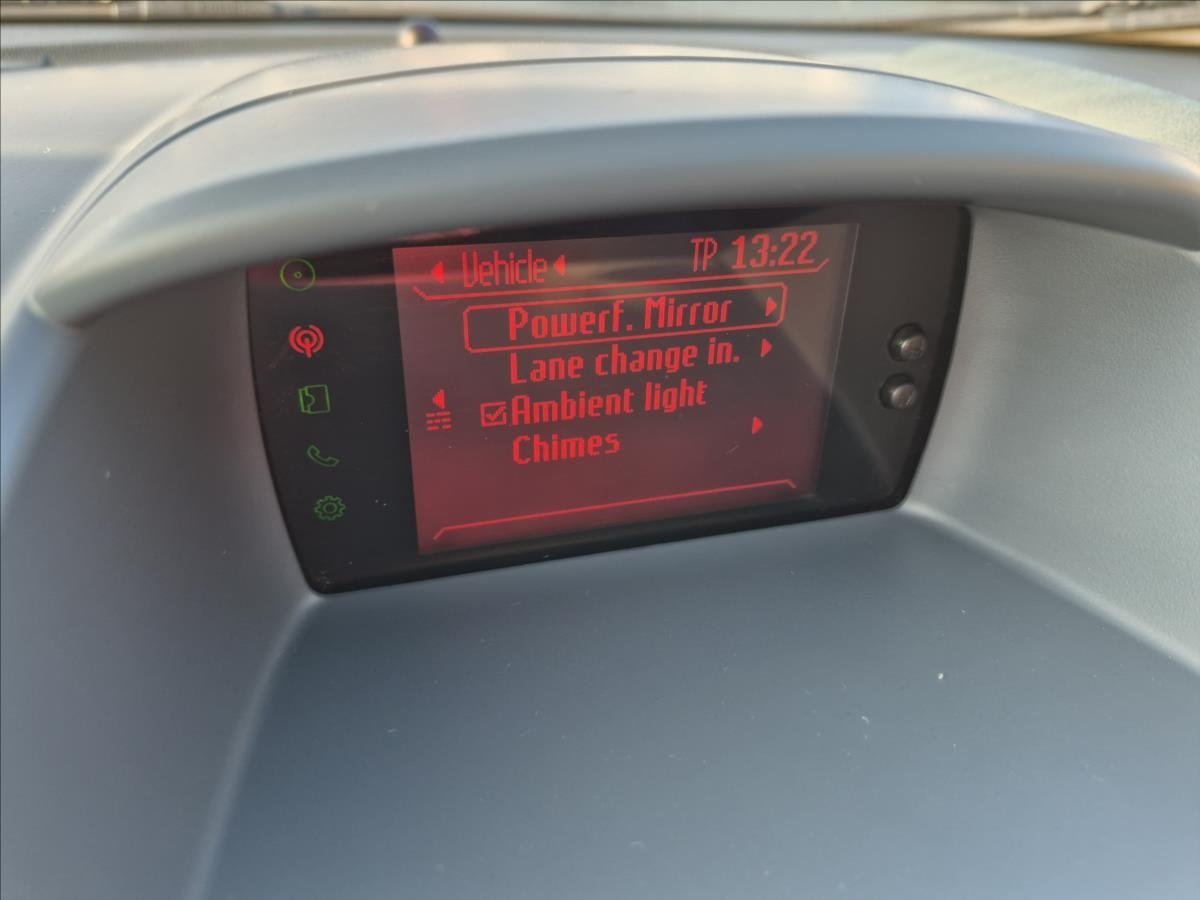 Vehicle TP 13:22
Powerf. Mirror
Lane change in.
Ambient light
Chimes